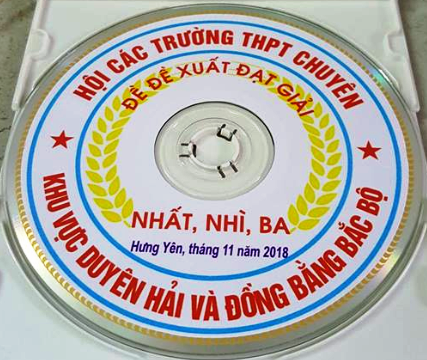 HỘI CÁC TRƯỜNG THPT CHUYÊN
ĐỀ ĐỀ XUẤT ĐẠT GIẢI
NHẤT, NHÌ, BA
Hưng Yên, tháng 11 năm 2018
KHU VỰC DUYÊN HẢI VÀ ĐỒNG BẰNG BẮC BỘ